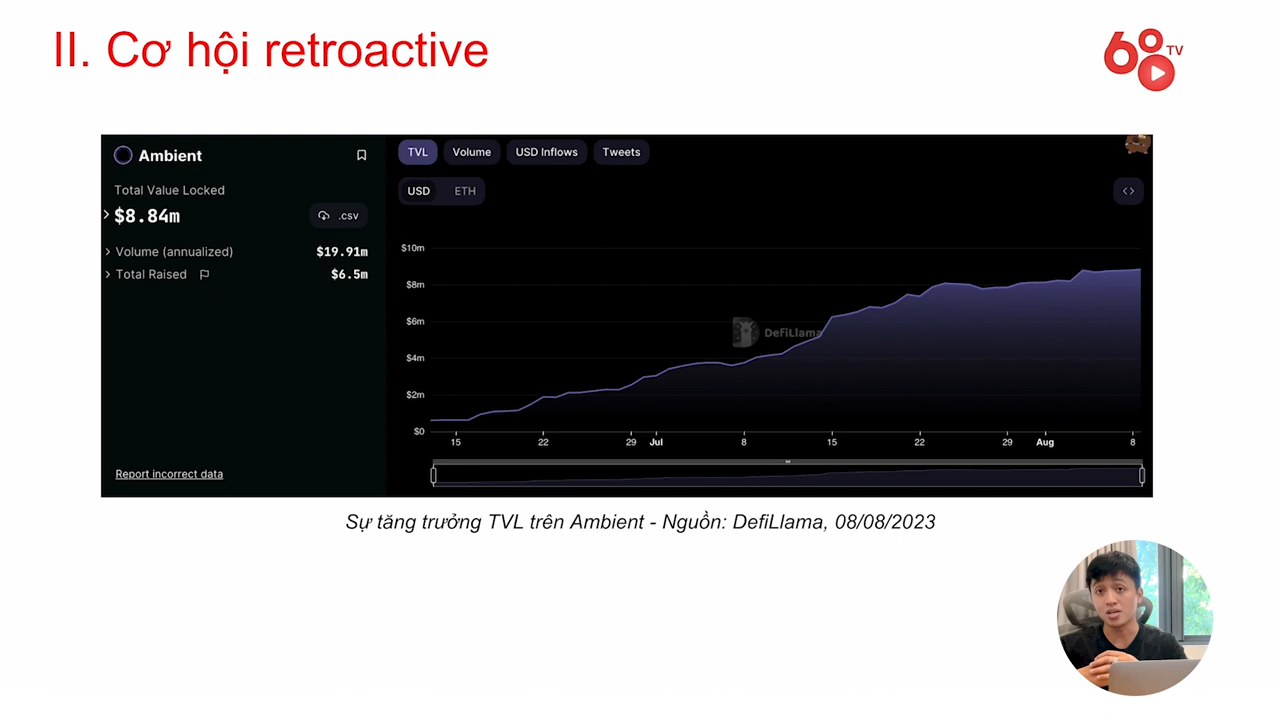 II. Cơ hội retroactive
68 TV
Ambient
Total Value Locked
$8.84m
.csv
Volume (annualized) $19.91m
Total Raised $6.5m
Report incorrect data
TVL Volume USD Inflows Tweets
USD ETH
$10m
$8m
$6m
$4m
$2m
$0
DefiLlama
15 22 29 Jul 8 15 22 29 Aug 8
Sự tăng trưởng TVL trên Ambient - Nguồn: DefiLlama, 08/08/2023